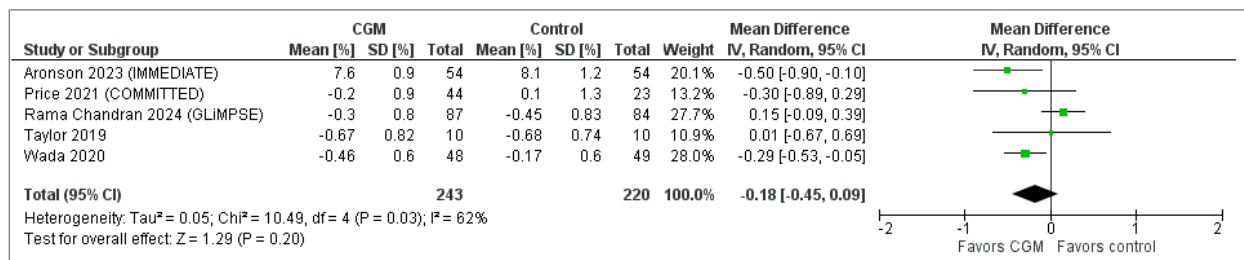 CGM Control Mean Difference Mean Difference
Study or Subgroup Mean [%] SD [%] Total Mean [%] SD [%] Total Weight IV, Random, 95% CI IV, Random, 95% CI
Aronson 2023 (IMMEDIATE) 7.6 0.9 54 8.1 1.2 54 20.1% -0.50 [-0.90, -0.10]
Price 2021 (COMMITTED) -0.2 0.9 44 0.1 1.3 23 13.2% -0.30 [-0.89, 0.29]
Rama Chandran 2024 (GLiMPSE) -0.3 0.8 87 -0.45 0.83 84 27.7% 0.15 [-0.09, 0.39]
Taylor 2019 -0.67 0.82 10 -0.68 0.74 10 10.9% 0.01 [-0.67, 0.69]
Wada 2020 -0.46 0.6 48 -0.17 0.6 49 28.0% -0.29 [-0.53, -0.05]
Total (95% CI) 243 220 100.0% -0.18 [-0.45, 0.09]
Heterogeneity: Tau² = 0.05; Chi² = 10.49, df = 4 (P = 0.03); I² = 62%
Test for overall effect: Z = 1.29 (P = 0.20)
-2 -1 0 1 2
Favors CGM Favors control